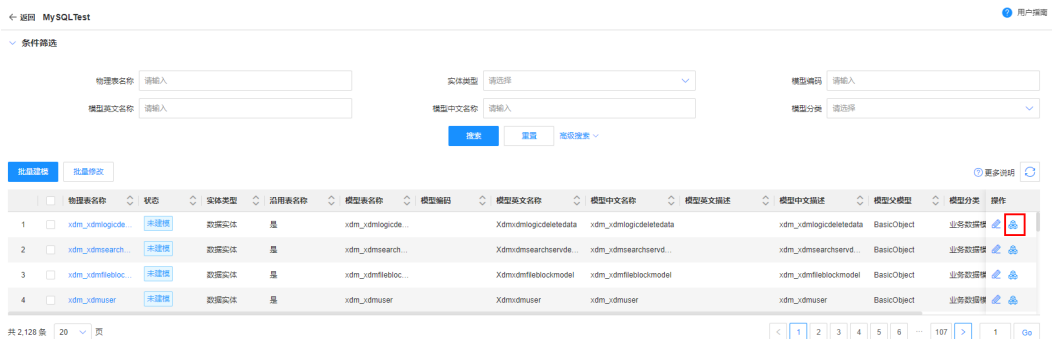 ← 返回 MySQLTest
? 用户指南
条件筛选
物理表名称 请输入 实体类型 请选择 模型编码 请输入
模型英文名称 请输入 模型中文名称 请输入 模型分类 请选择
搜索 重置 高级搜索
批量建模 批量修改 ? 更多说明
物理表名称 状态 实体类型 沿用表名称 模型表名称 模型编码 模型英文名称 模型中文名称 模型英文描述 模型中文描述 模型父模型 模型分类 操作
1 xdm_xdmlogicde... 未建模 数据实体 是 xdm_xdmlogicde... Xdmxdmlogicdeletedata xdm_xdmlogicdeletedata xdm_xdmlogicdeletedata BasicObject 业务数据模
2 xdm_xdmsearch... 未建模 数据实体 是 xdm_xdmsearch... Xdmxdmsearchservde... xdm_xdmsearchservd... xdm_xdmsearchservd... BasicObject 业务数据模
3 xdm_xdmfilebloc... 未建模 数据实体 是 xdm_xdmfilebloc... Xdmxdmfileblockmodel xdm_xdmfileblockmodel xdm_xdmfileblockmodel BasicObject 业务数据模
4 xdm_xdmuser 未建模 数据实体 是 xdm_xdmuser Xdmxdmuser xdm_xdmuser xdm_xdmuser BasicObject 业务数据模
共 2,128 条 20 页 < 1 2 3 4 5 6 ··· 107 > 1 Go